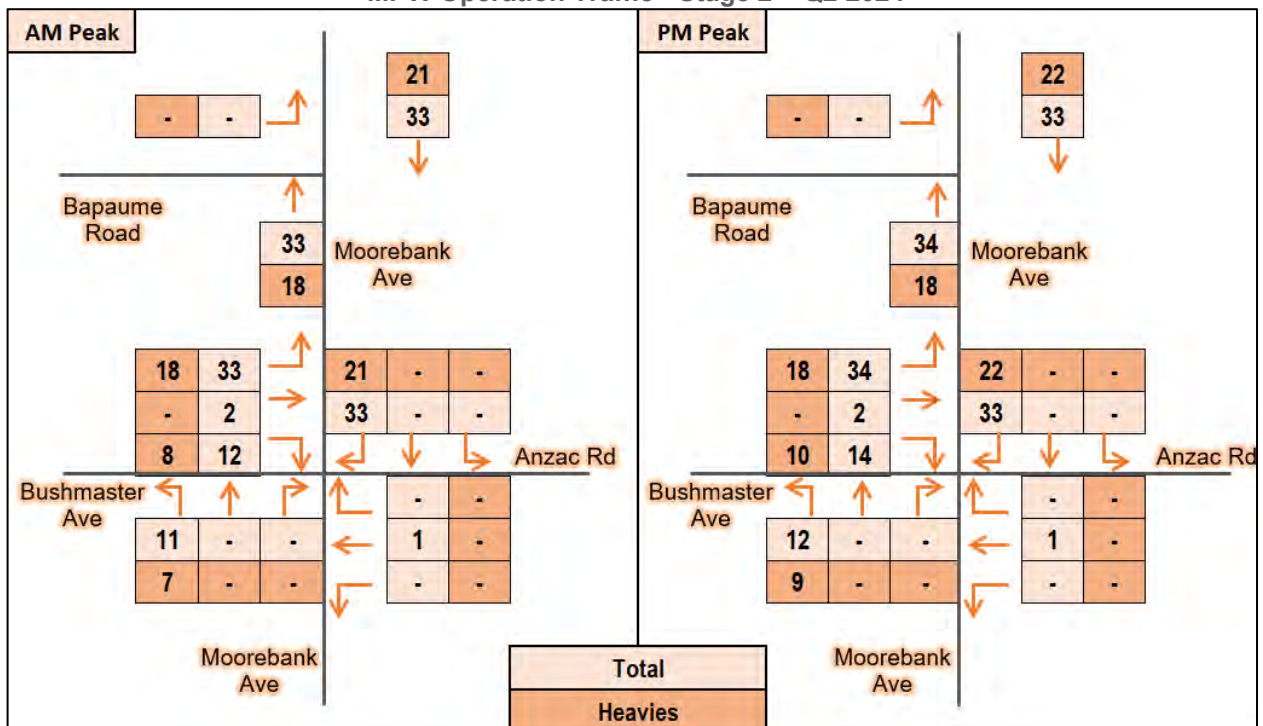 AM Peak
21
33
- -
Bapaume
Road
33
18
Moorebank
Ave
18 33
- 2
8 12
21 - -
33 - -
Anzac Rd
Bushmaster
Ave
11 - -
7 - -
- -
1 -
- -
Moorebank
Ave
PM Peak
22
33
- -
Bapaume
Road
34
18
Moorebank
Ave
18 34
- 2
10 14
22 - -
33 - -
Anzac Rd
Bushmaster
Ave
12 - -
9 - -
- -
1 -
- -
Moorebank
Ave
Total
Heavies